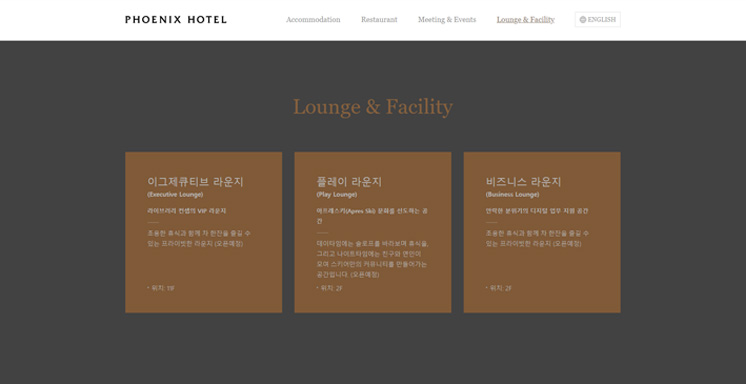 PHOENIX HOTEL
Accommodation
Restaurant
Meeting & Events
Lounge & Facility
ENGLISH
Lounge & Facility
이그제큐티브 라운지
(Executive Lounge)
라이브러리 컨셉의 VIP 라운지
조용한 휴식과 함께 차 한잔을 즐길 수
있는 프라이빗한 라운지 (오픈예정)
• 위치: 19F
플레이 라운지
(Play Lounge)
아프레스키(Apres Ski) 문화를 선도하는 공
간
데이타임에는 슬로프를 바라보며 휴식을,
그리고 나이트타임에는 친구와 연인이
모여 스키어만의 커뮤니티를 만들어가는
공간입니다. (오픈예정)
• 위치: 2F
비즈니스 라운지
(Business Lounge)
안락한 분위기의 디지털 업무 지원 공간
조용한 휴식과 함께 차 한잔을 즐길 수
있는 프라이빗한 라운지 (오픈예정)
• 위치: 2F